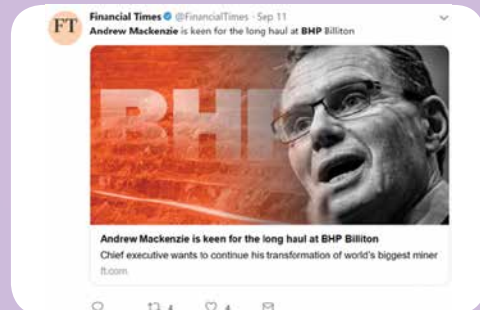 FT
Financial Times @FinancialTimes · Sep 11
Andrew Mackenzie is keen for the long haul at BHP Billiton
BHP
Andrew Mackenzie is keen for the long haul at BHP Billiton
Chief executive wants to continue his transformation of world's biggest miner
ft.com
4 4